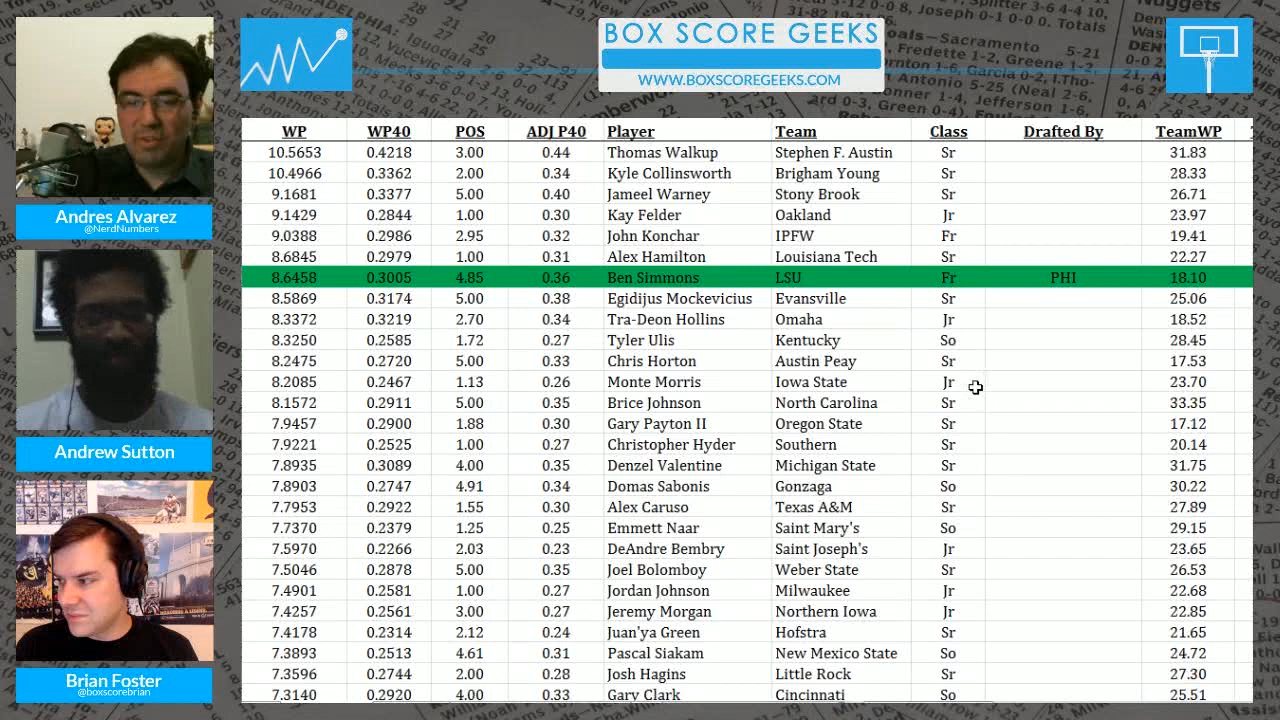 BOX SCORE GEEKS
WWW.BOXSCOREGEEKS.COM
Andres Alvarez
@NerdNumbers
Andrew Sutton
Brian Foster
@boxscorebrian
WP WP40 POS ADJ P40 Player Team Class Drafted By TeamWP
10.5653 0.4218 3.00 0.44 Thomas Walkup Stephen F. Austin Sr 31.83
10.4966 0.3362 2.00 0.34 Kyle Collinsworth Brigham Young Sr 28.33
9.1681 0.3377 5.00 0.40 Jameel Warney Stony Brook Sr 26.71
9.1429 0.2844 1.00 0.30 Kay Felder Oakland Jr 23.97
9.0388 0.2986 2.95 0.32 John Konchar IPFW Fr 19.41
8.6845 0.2979 1.00 0.31 Alex Hamilton Louisiana Tech Sr 22.27
8.6458 0.3005 4.85 0.36 Ben Simmons LSU Fr PHI 18.10
8.5869 0.3174 5.00 0.38 Egidijus Mockevicius Evansville Sr 25.06
8.3372 0.3219 2.70 0.34 Tra-Deon Hollins Omaha Jr 18.52
8.3250 0.2585 1.72 0.27 Tyler Ulis Kentucky So 28.45
8.2475 0.2720 5.00 0.33 Chris Horton Austin Peay Sr 17.53
8.2085 0.2467 1.13 0.26 Monte Morris Iowa State Jr 23.70
8.1572 0.2911 5.00 0.35 Brice Johnson North Carolina Sr 33.35
7.9457 0.2900 1.88 0.30 Gary Payton II Oregon State Sr 17.12
7.9221 0.2525 1.00 0.27 Christopher Hyder Southern Sr 20.14
7.8935 0.3089 4.00 0.35 Denzel Valentine Michigan State Sr 31.75
7.8903 0.2747 4.91 0.34 Domas Sabonis Gonzaga So 30.22
7.7953 0.2922 1.55 0.30 Alex Caruso Texas A&M Sr 27.89
7.7370 0.2379 1.25 0.25 Emmett Naar Saint Mary's So 29.15
7.5970 0.2266 2.03 0.23 DeAndre Bembry Saint Joseph's Jr 23.65
7.5046 0.2878 5.00 0.35 Joel Bolomboy Weber State Sr 26.53
7.4901 0.2581 1.00 0.27 Jordan Johnson Milwaukee Jr 22.68
7.4257 0.2561 3.00 0.27 Jeremy Morgan Northern Iowa Jr 22.85
7.4178 0.2314 2.12 0.24 Juan'ya Green Hofstra Sr 21.65
7.3893 0.2513 4.61 0.31 Pascal Siakam New Mexico State So 24.72
7.3596 0.2744 2.00 0.28 Josh Hagins Little Rock Sr 27.30
7.3140 0.2920 4.00 0.33 Gary Clark Cincinnati So 25.51